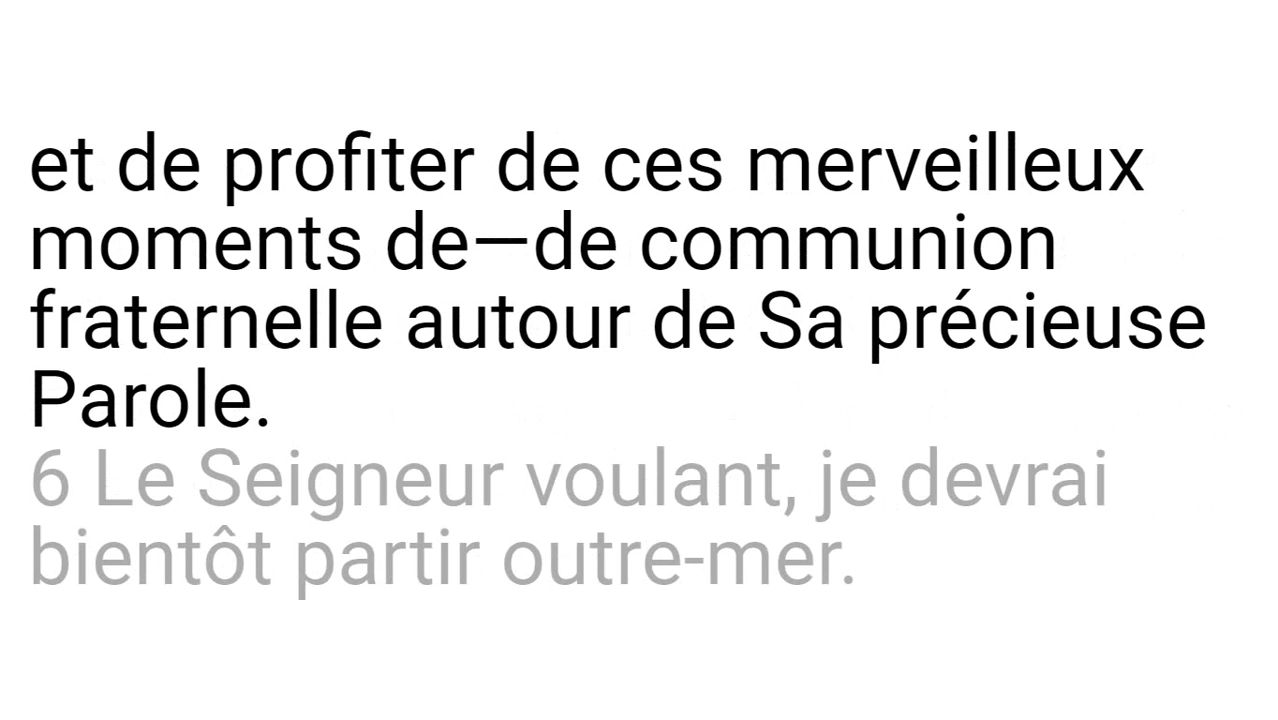 et de profiter de ces merveilleux
moments de—de communion
fraternelle autour de Sa précieuse
Parole.
6 Le Seigneur voulant, je devrai
bientôt partir outre-mer.